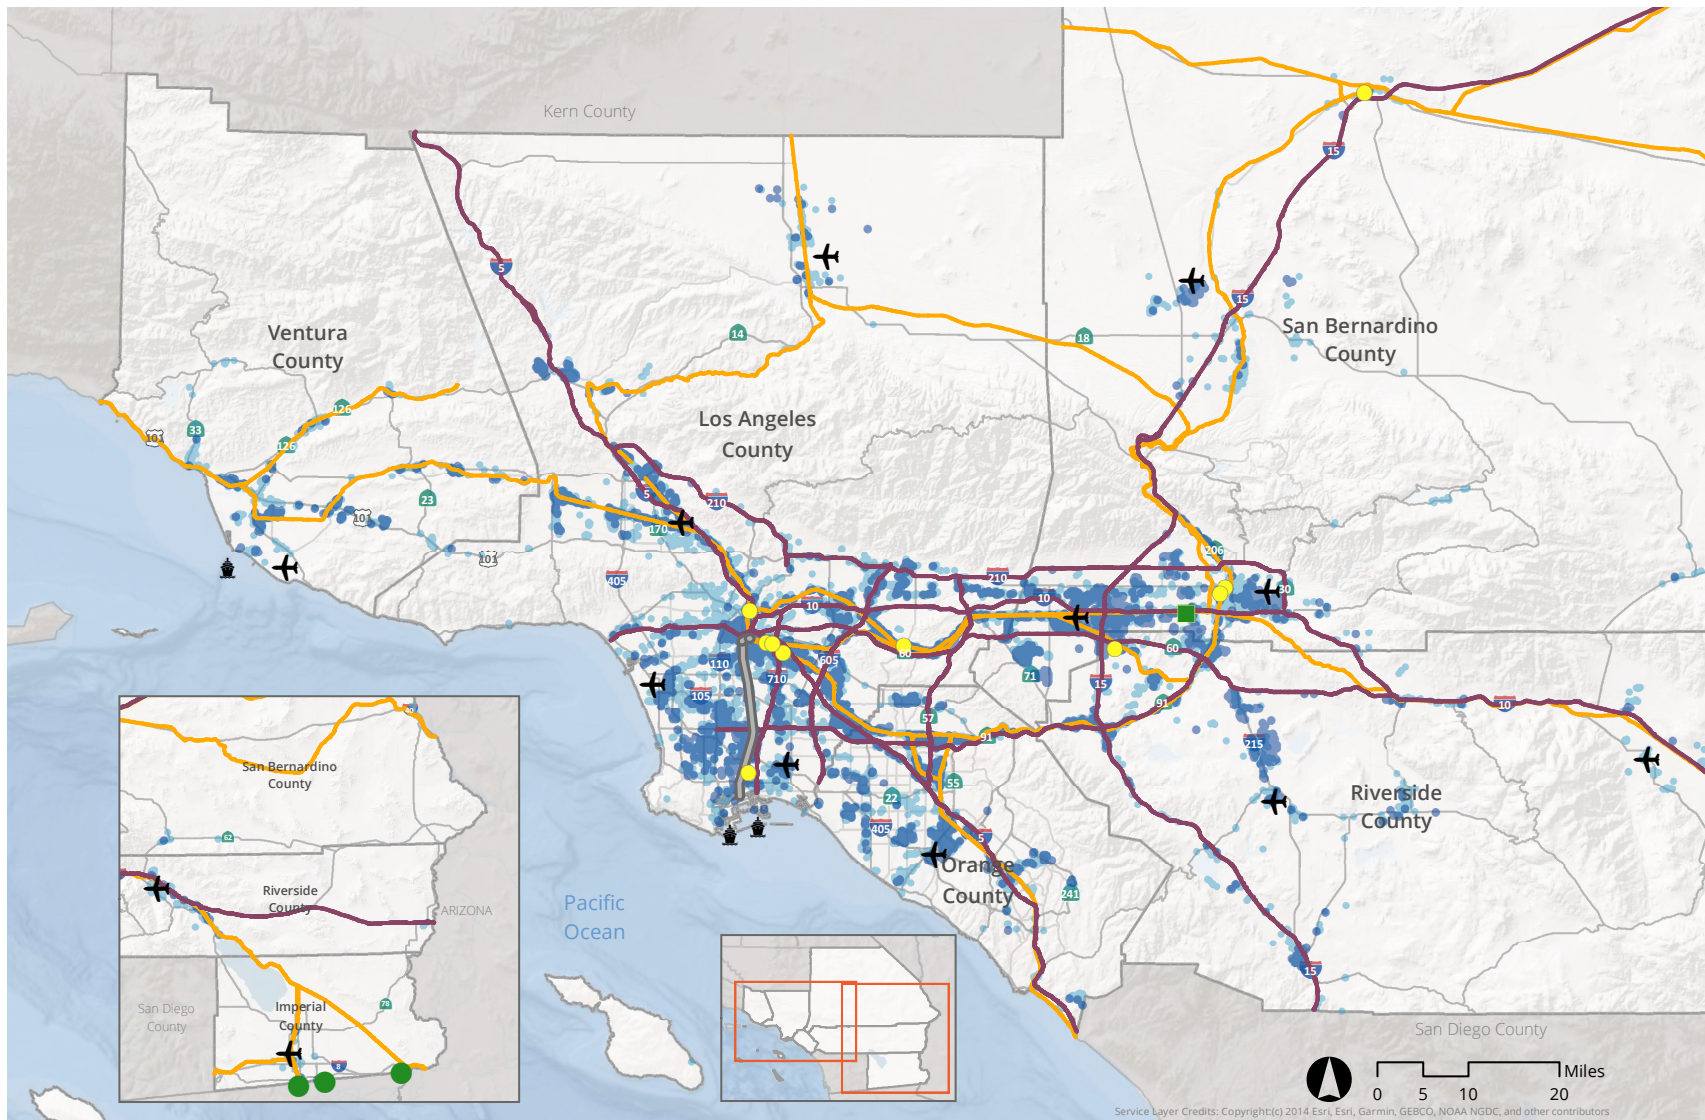 Kern County
15
5
15
Ventura
County
14
18
San Bernardino
County
126
33
101
126
Los Angeles
County
23
101
5
210
170
101
405
206
210
10
10
30
110
605
60
60
105
710
71
15
91
10
57
91
215
55
22
405
5
Riverside
County
Orange
County
241
15
Pacific
Ocean
40
San Bernardino
County
62
Riverside
County
ARIZONA
San Diego
County
Imperial
County
78
8
San Diego County
0 5 10 20 Miles
Service Layer Credits: Copyright:(c) 2014 Esri, Esri, Garmin, GEBCO, NOAA NGDC, and other contributors